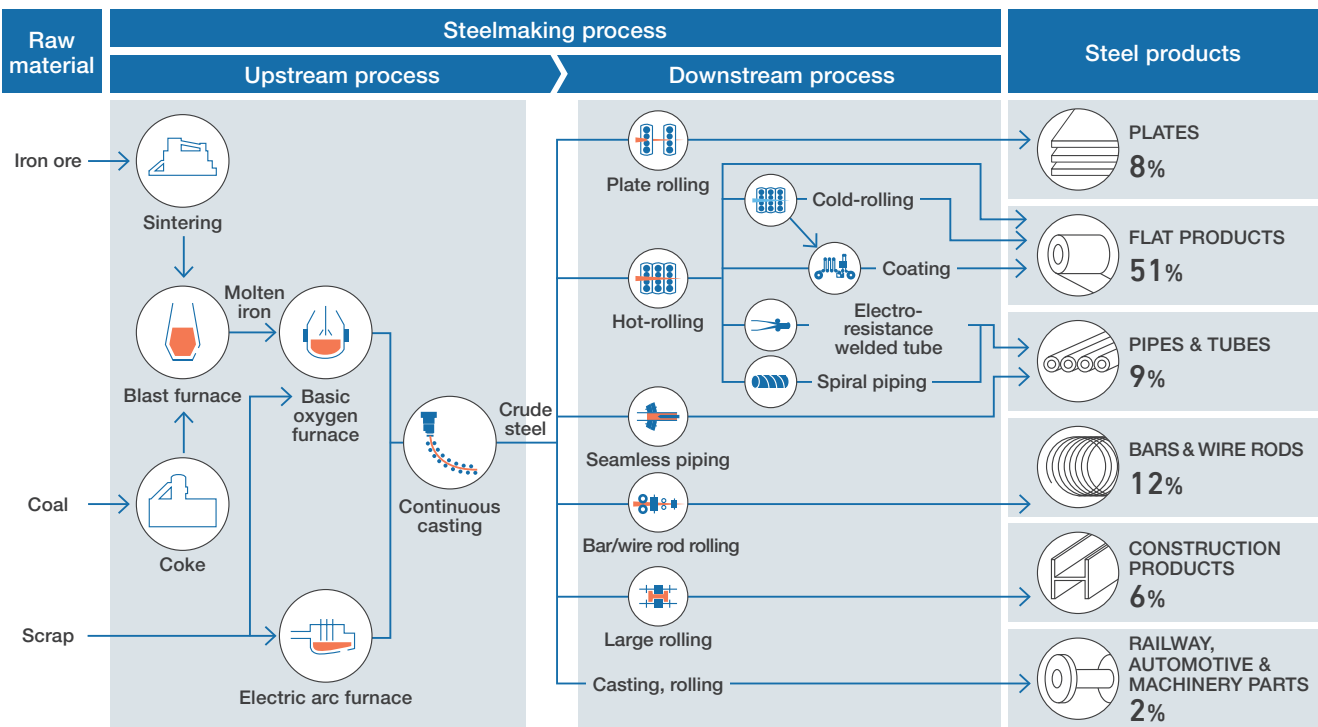 Raw
material
Steelmaking process
Upstream process
Downstream process
Steel products
Iron ore
Sintering
Molten
iron
Blast furnace
Basic
oxygen
furnace
Coal
Coke
Continuous
casting
Crude
steel
Scrap
Electric arc furnace
Plate rolling
Cold-rolling
Coating
Hot-rolling
Electro-
resistance
welded tube
Spiral piping
Seamless piping
Bar/wire rod rolling
Large rolling
Casting, rolling
PLATES
8%
FLAT PRODUCTS
51%
PIPES & TUBES
9%
BARS & WIRE RODS
12%
CONSTRUCTION
PRODUCTS
6%
RAILWAY,
AUTOMOTIVE &
MACHINERY PARTS
2%